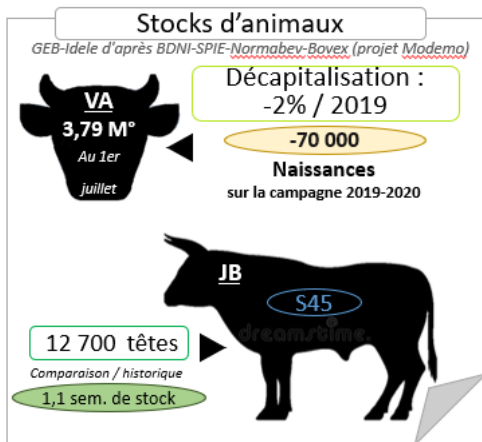 Stocks d'animaux
GEB-Idele d'après BDNI-SPIE-Normabev-Bovex (projet Modemo)
VA
3,79 M°
Au 1er
juillet
Décapitalisation :
-2% / 2019
-70 000
Naissances
sur la campagne 2019-2020
JB
S45
dreamstime.
12 700 têtes
Comparaison / historique
1,1 sem. de stock